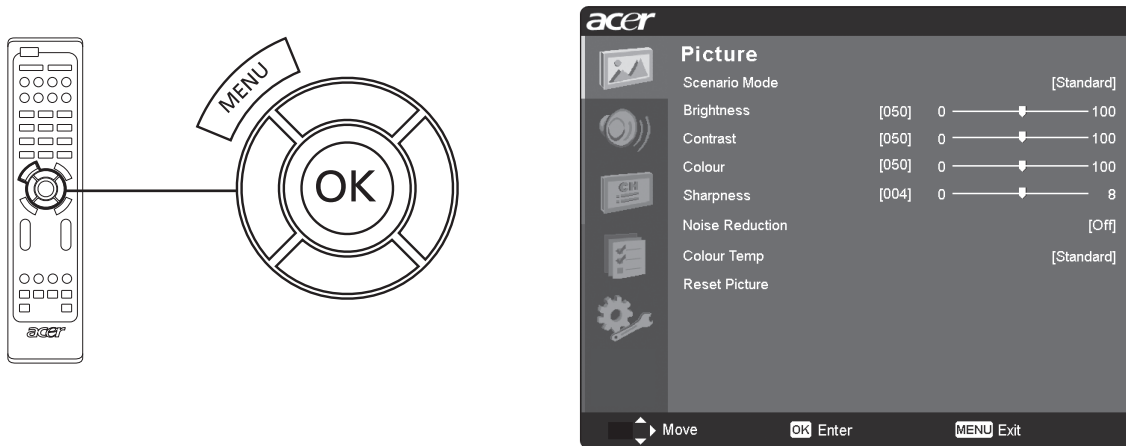 MENU
OK
acer
acer
Picture
Scenario Mode [Standard]
Brightness [050] 0 100
Contrast [050] 0 100
Colour [050] 0 100
Sharpness [004] 0 8
Noise Reduction [Off]
Colour Temp [Standard]
Reset Picture
CH
Move OK Enter MENU Exit